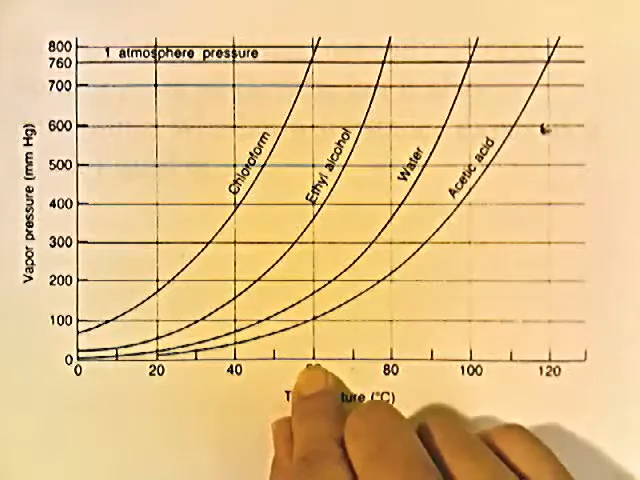 800
1 atmosphere pressure
760
700
600
500
400
300
200
100
0
Vapor pressure (mm Hg)
Chloroform
Ethyl alcohol
Water
Acetic acid
0 20 40 80 100 120
(°C)